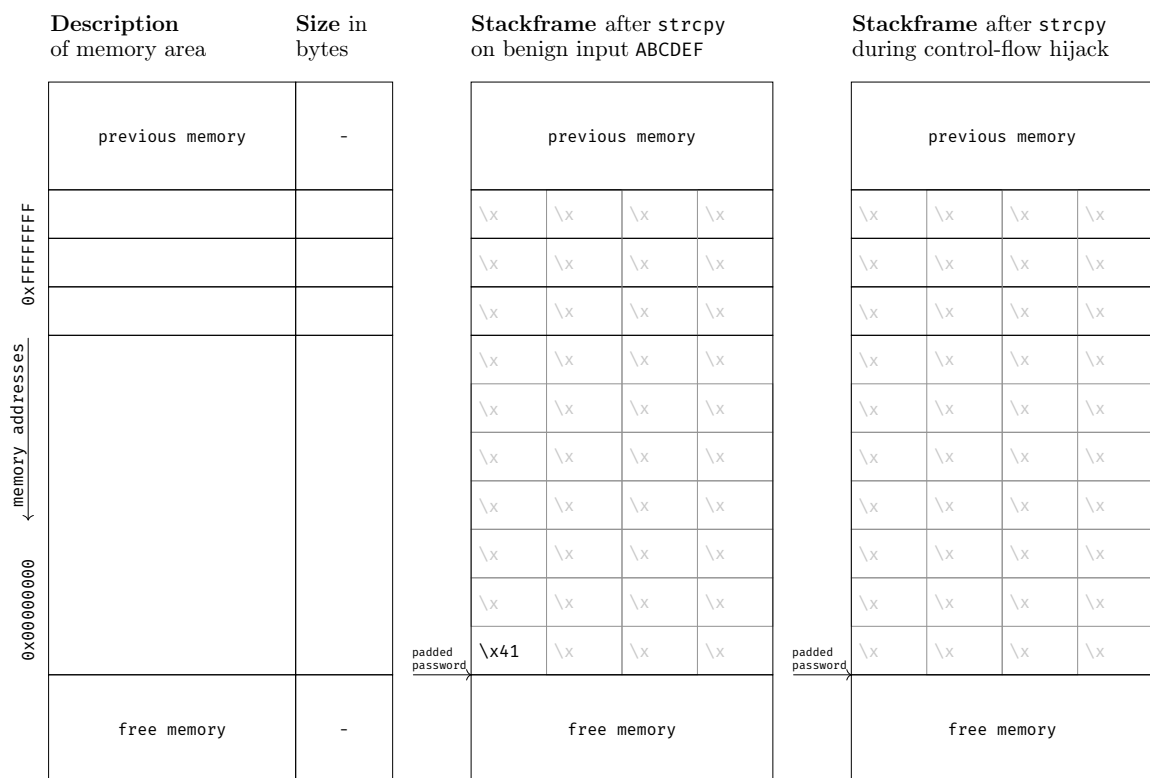 Description
of memory area
Size in
bytes
Stackframe after strcpy
on benign input ABCDEF
Stackframe after strcpy
during control-flow hijack
previous memory
-
previous memory
previous memory
0xFFFFFFFF
← memory addresses
0x00000000
\x \x \x \x
\x \x \x \x
\x \x \x \x
\x \x \x \x
\x \x \x \x
\x \x \x \x
\x \x \x \x
\x \x \x \x
\x \x \x \x
padded
password
\x41 \x \x \x
\x \x \x \x
\x \x \x \x
\x \x \x \x
\x \x \x \x
\x \x \x \x
\x \x \x \x
\x \x \x \x
\x \x \x \x
\x \x \x \x
padded
password
\x \x \x \x
free memory
-
free memory
free memory